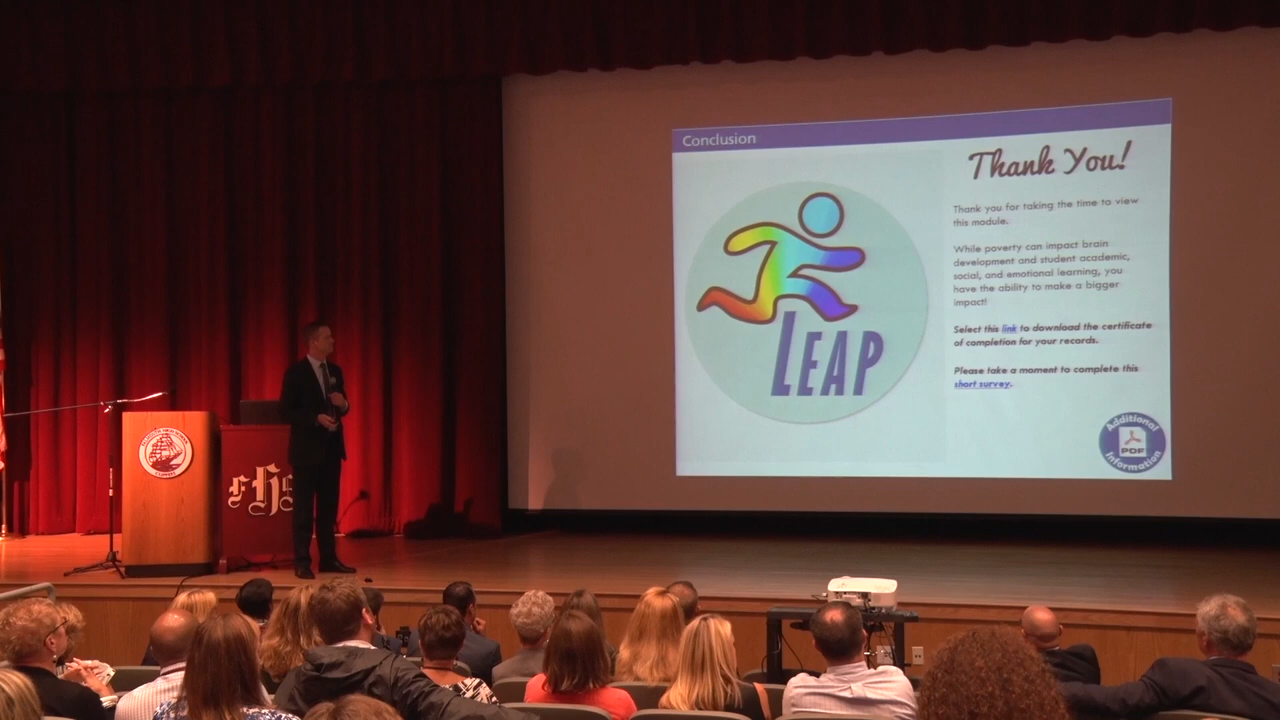 Conclusion
Thank You!
Thank you for taking the time to view
this module.
While poverty can impact brain
development and student academic,
social, and emotional learning, you
have the ability to make a bigger
impact!
Select this link to download the certificate
of completion for your records.
Please take a moment to complete this
short survey.
LEAP
Additional
PDF
Information
FHS